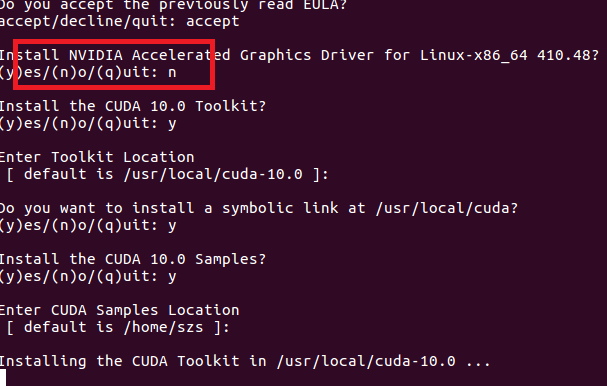 Do you accept the previously read EULA?
accept/decline/quit: accept
Install NVIDIA Accelerated Graphics Driver for Linux-x86_64 410.48?
(y)es/(n)o/(q)uit: n
Install the CUDA 10.0 Toolkit?
(y)es/(n)o/(q)uit: y
Enter Toolkit Location
[ default is /usr/local/cuda-10.0 ]:
Do you want to install a symbolic link at /usr/local/cuda?
(y)es/(n)o/(q)uit: y
Install the CUDA 10.0 Samples?
(y)es/(n)o/(q)uit: y
Enter CUDA Samples Location
[ default is /home/szs ]:
Installing the CUDA Toolkit in /usr/local/cuda-10.0 ...